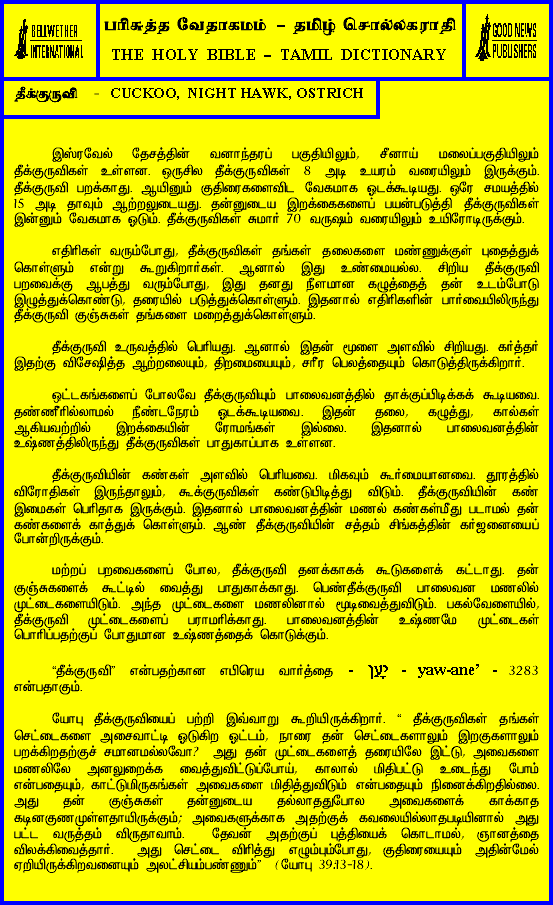 BELLWETHER
INTERNATIONAL
பரிசுத்த வேதாகமம் – தமிழ் சொல்லகராதி
THE HOLY BIBLE – TAMIL DICTIONARY
GOOD NEWS
PUBLISHERS
தீக்குருவி - CUCKOO, NIGHT HAWK, OSTRICH
இஸ்ரவேல் தேசத்தின் வனாந்தரப் பகுதியிலும், சீனாய் மலைப்பகுதியிலும்
தீக்குருவிகள் உள்ளன. ஒருசில தீக்குருவிகள் 8 அடி உயரம் வரையிலும் இருக்கும்.
தீக்குருவி பறக்காது. ஆயினும் குதிரைகளைவிட வேகமாக ஓடக்கூடியது. ஒரே சமயத்தில்
15 அடி தாவும் ஆற்றலுடையது. தன்னுடைய இறக்கைகளைப் பயன்படுத்தி தீக்குருவிகள்
இன்னும் வேகமாக ஓடும். தீக்குருவிகள் சுமார் 70 வருஷம் வரையிலும் உயிரோடிருக்கும்.
எதிரிகள் வரும்போது, தீக்குருவிகள் தங்கள் தலைகளை மண்ணுக்குள் புதைத்துக்
கொள்ளும் என்று கூறுகிறார்கள். ஆனால் இது உண்மையல்ல. சிறிய தீக்குருவி
பறவைக்கு ஆபத்து வரும்போது, இது தனது நீளமான கழுத்தைத் தன் உடம்போடு
இழுத்துக்கொண்டு, தரையில் படுத்துக்கொள்ளும். இதனால் எதிரிகளின் பார்வையிலிருந்து
தீக்குருவி குஞ்சுகள் தங்களை மறைத்துக்கொள்ளும்.
தீக்குருவி உருவத்தில் பெரியது. ஆனால் இதன் மூளை அளவில் சிறியது. கர்த்தர்
இதற்கு விசேஷித்த ஆற்றலையும், திறமையையும், சரீர பெலத்தையும் கொடுத்திருக்கிறார்.
ஒட்டகங்களைப் போலவே தீக்குருவியும் பாலைவனத்தில் தாக்குப்பிடிக்கக் கூடியவை.
தண்ணீரில்லாமல் நீண்டநேரம் ஓடக்கூடியவை. இதன் தலை, கழுத்து, கால்கள்
ஆகியவற்றில் இறக்கையின் ரோமங்கள் இல்லை. இதனால் பாலைவனத்தின்
உஷ்ணத்திலிருந்து தீக்குருவிகள் பாதுகாப்பாக உள்ளன.
தீக்குருவியின் கண்கள் அளவில் பெரியவை. மிகவும் கூர்மையானவை. தூரத்தில்
விரோதிகள் இருந்தாலும், கூக்குருவிகள் கண்டுபிடித்து விடும். தீக்குருவியின் கண்
இமைகள் பெரிதாக இருக்கும். இதனால் பாலைவனத்தின் மணல் கண்கள்மீது படாமல் தன்
கண்களைக் காத்துக் கொள்ளும். ஆண் தீக்குருவியின் சத்தம் சிங்கத்தின் கர்ஜனையைப்
போன்றிருக்கும்.
மற்றப் பறவைகளைப் போல, தீக்குருவி தனக்காகக் கூடுகளைக் கட்டாது. தன்
குஞ்சுகளைக் கூட்டில் வைத்து பாதுகாக்காது. பெண்தீக்குருவி பாலைவன மணலில்
முட்டைகளையிடும். அந்த முட்டைகளை மணலினால் மூடிவைத்துவிடும். பகல்வேளையில்,
தீக்குருவி முட்டைகளைப் பராமரிக்காது. பாலைவனத்தின் உஷ்ணமே முட்டைகள்
பொரிப்பதற்குப் போதுமான உஷ்ணத்தைக் கொடுக்கும்.
“தீக்குருவி” என்பதற்கான எபிரெய வார்த்தை - יָעֵן - yaw-ane’ - 3283
என்பதாகும்.
யோபு தீக்குருவியைப் பற்றி இவ்வாறு கூறியிருக்கிறார். “ தீக்குருவிகள் தங்கள்
செட்டைகளை அசைவாட்டி ஓடுகிற ஓட்டம், நாரை தன் செட்டைகளாலும் இறகுகளாலும்
பறக்கிறதற்குச் சமானமல்லவோ? அது தன் முட்டைகளைத் தரையிலே இட்டு, அவைகளை
மணலிலே அனலுறைக்க வைத்துவிட்டுப்போய், காலால் மிதிபட்டு உடைந்து போம்
என்பதையும், காட்டுமிருகங்கள் அவைகளை மிதித்துவிடும் என்பதையும் நினைக்கிறதில்லை.
அது தன் குஞ்சுகள் தன்னுடைய தல்லாததுபோல அவைகளைக் காக்காத
கடினகுணமுள்ளதாயிருக்கும்; அவைகளுக்காக அதற்குக் கவலையில்லாதபடியினால் அது
பட்ட வருத்தம் விருதாவாம். தேவன் அதற்குப் புத்தியைக் கொடாமல், ஞானத்தை
விலக்கிவைத்தார். அது செட்டை விரித்து எழும்பும்போது, குதிரையையும் அதின்மேல்
ஏறியிருக்கிறவனையும் அலட்சியம்பண்ணும்” (யோபு 39:13-18).